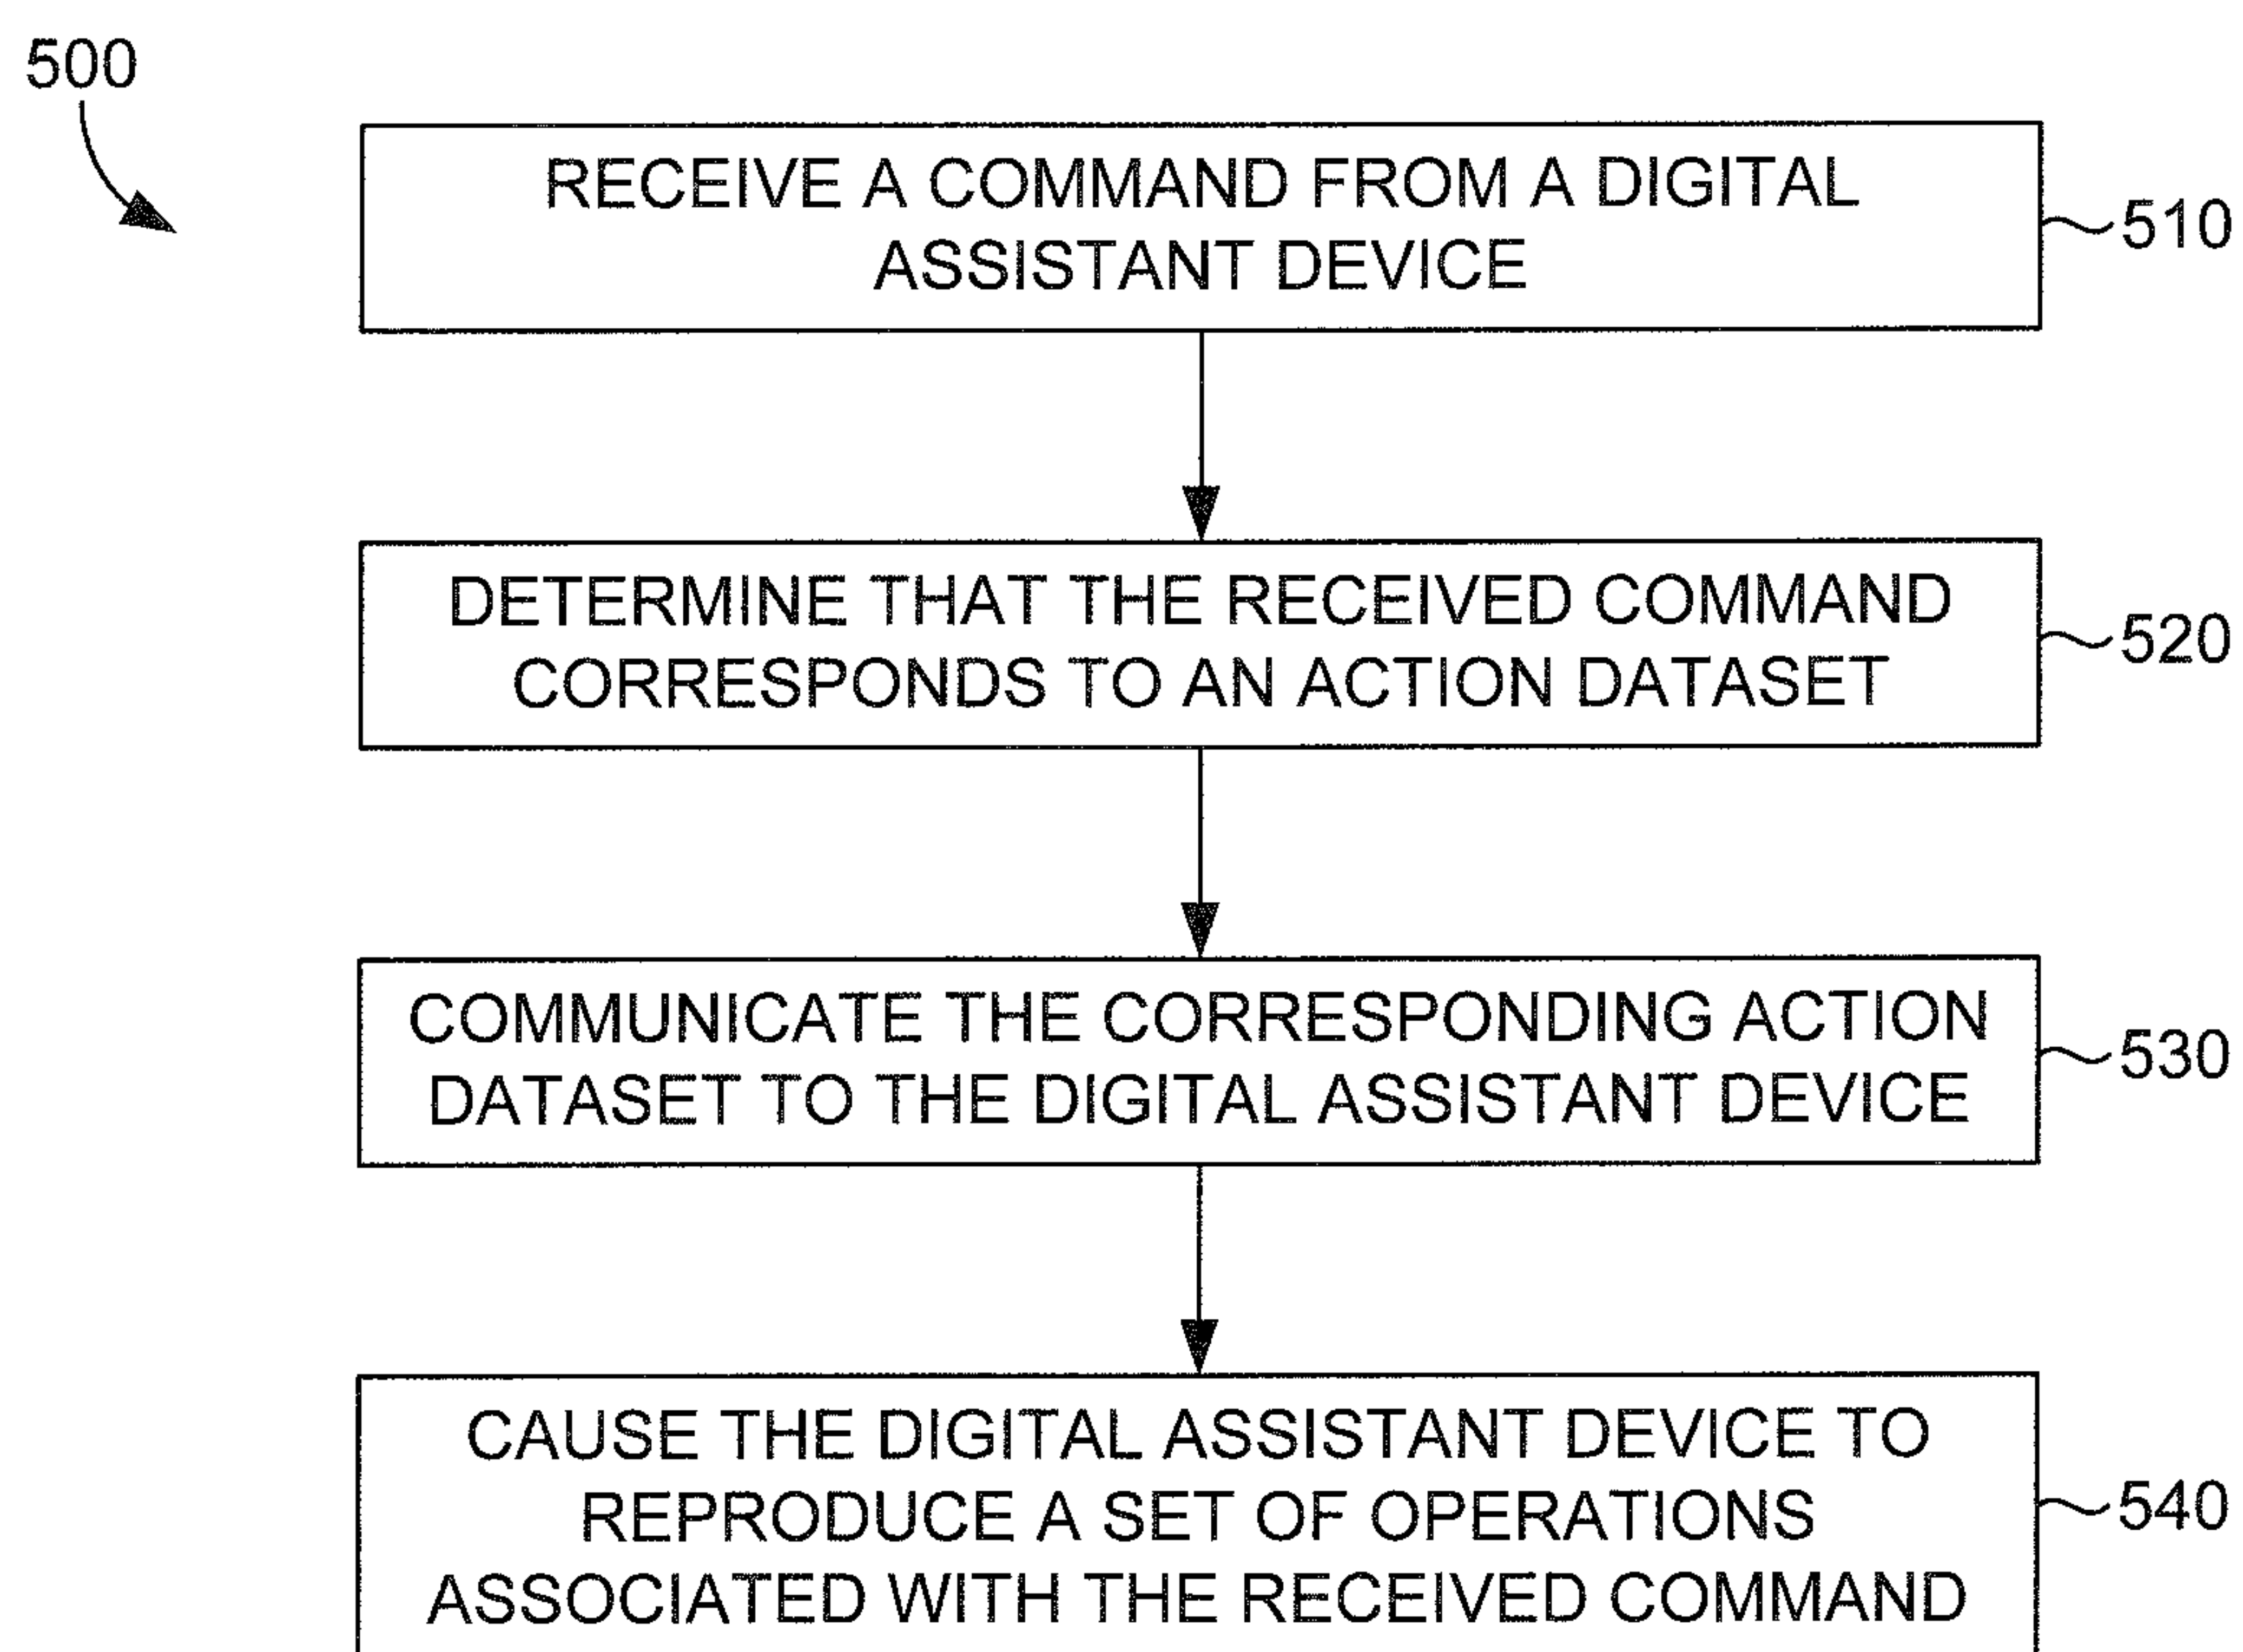 500
RECEIVE A COMMAND FROM A DIGITAL
ASSISTANT DEVICE
510
DETERMINE THAT THE RECEIVED COMMAND
CORRESPONDS TO AN ACTION DATASET
520
COMMUNICATE THE CORRESPONDING ACTION
DATASET TO THE DIGITAL ASSISTANT DEVICE
530
CAUSE THE DIGITAL ASSISTANT DEVICE TO
REPRODUCE A SET OF OPERATIONS
ASSOCIATED WITH THE RECEIVED COMMAND
540